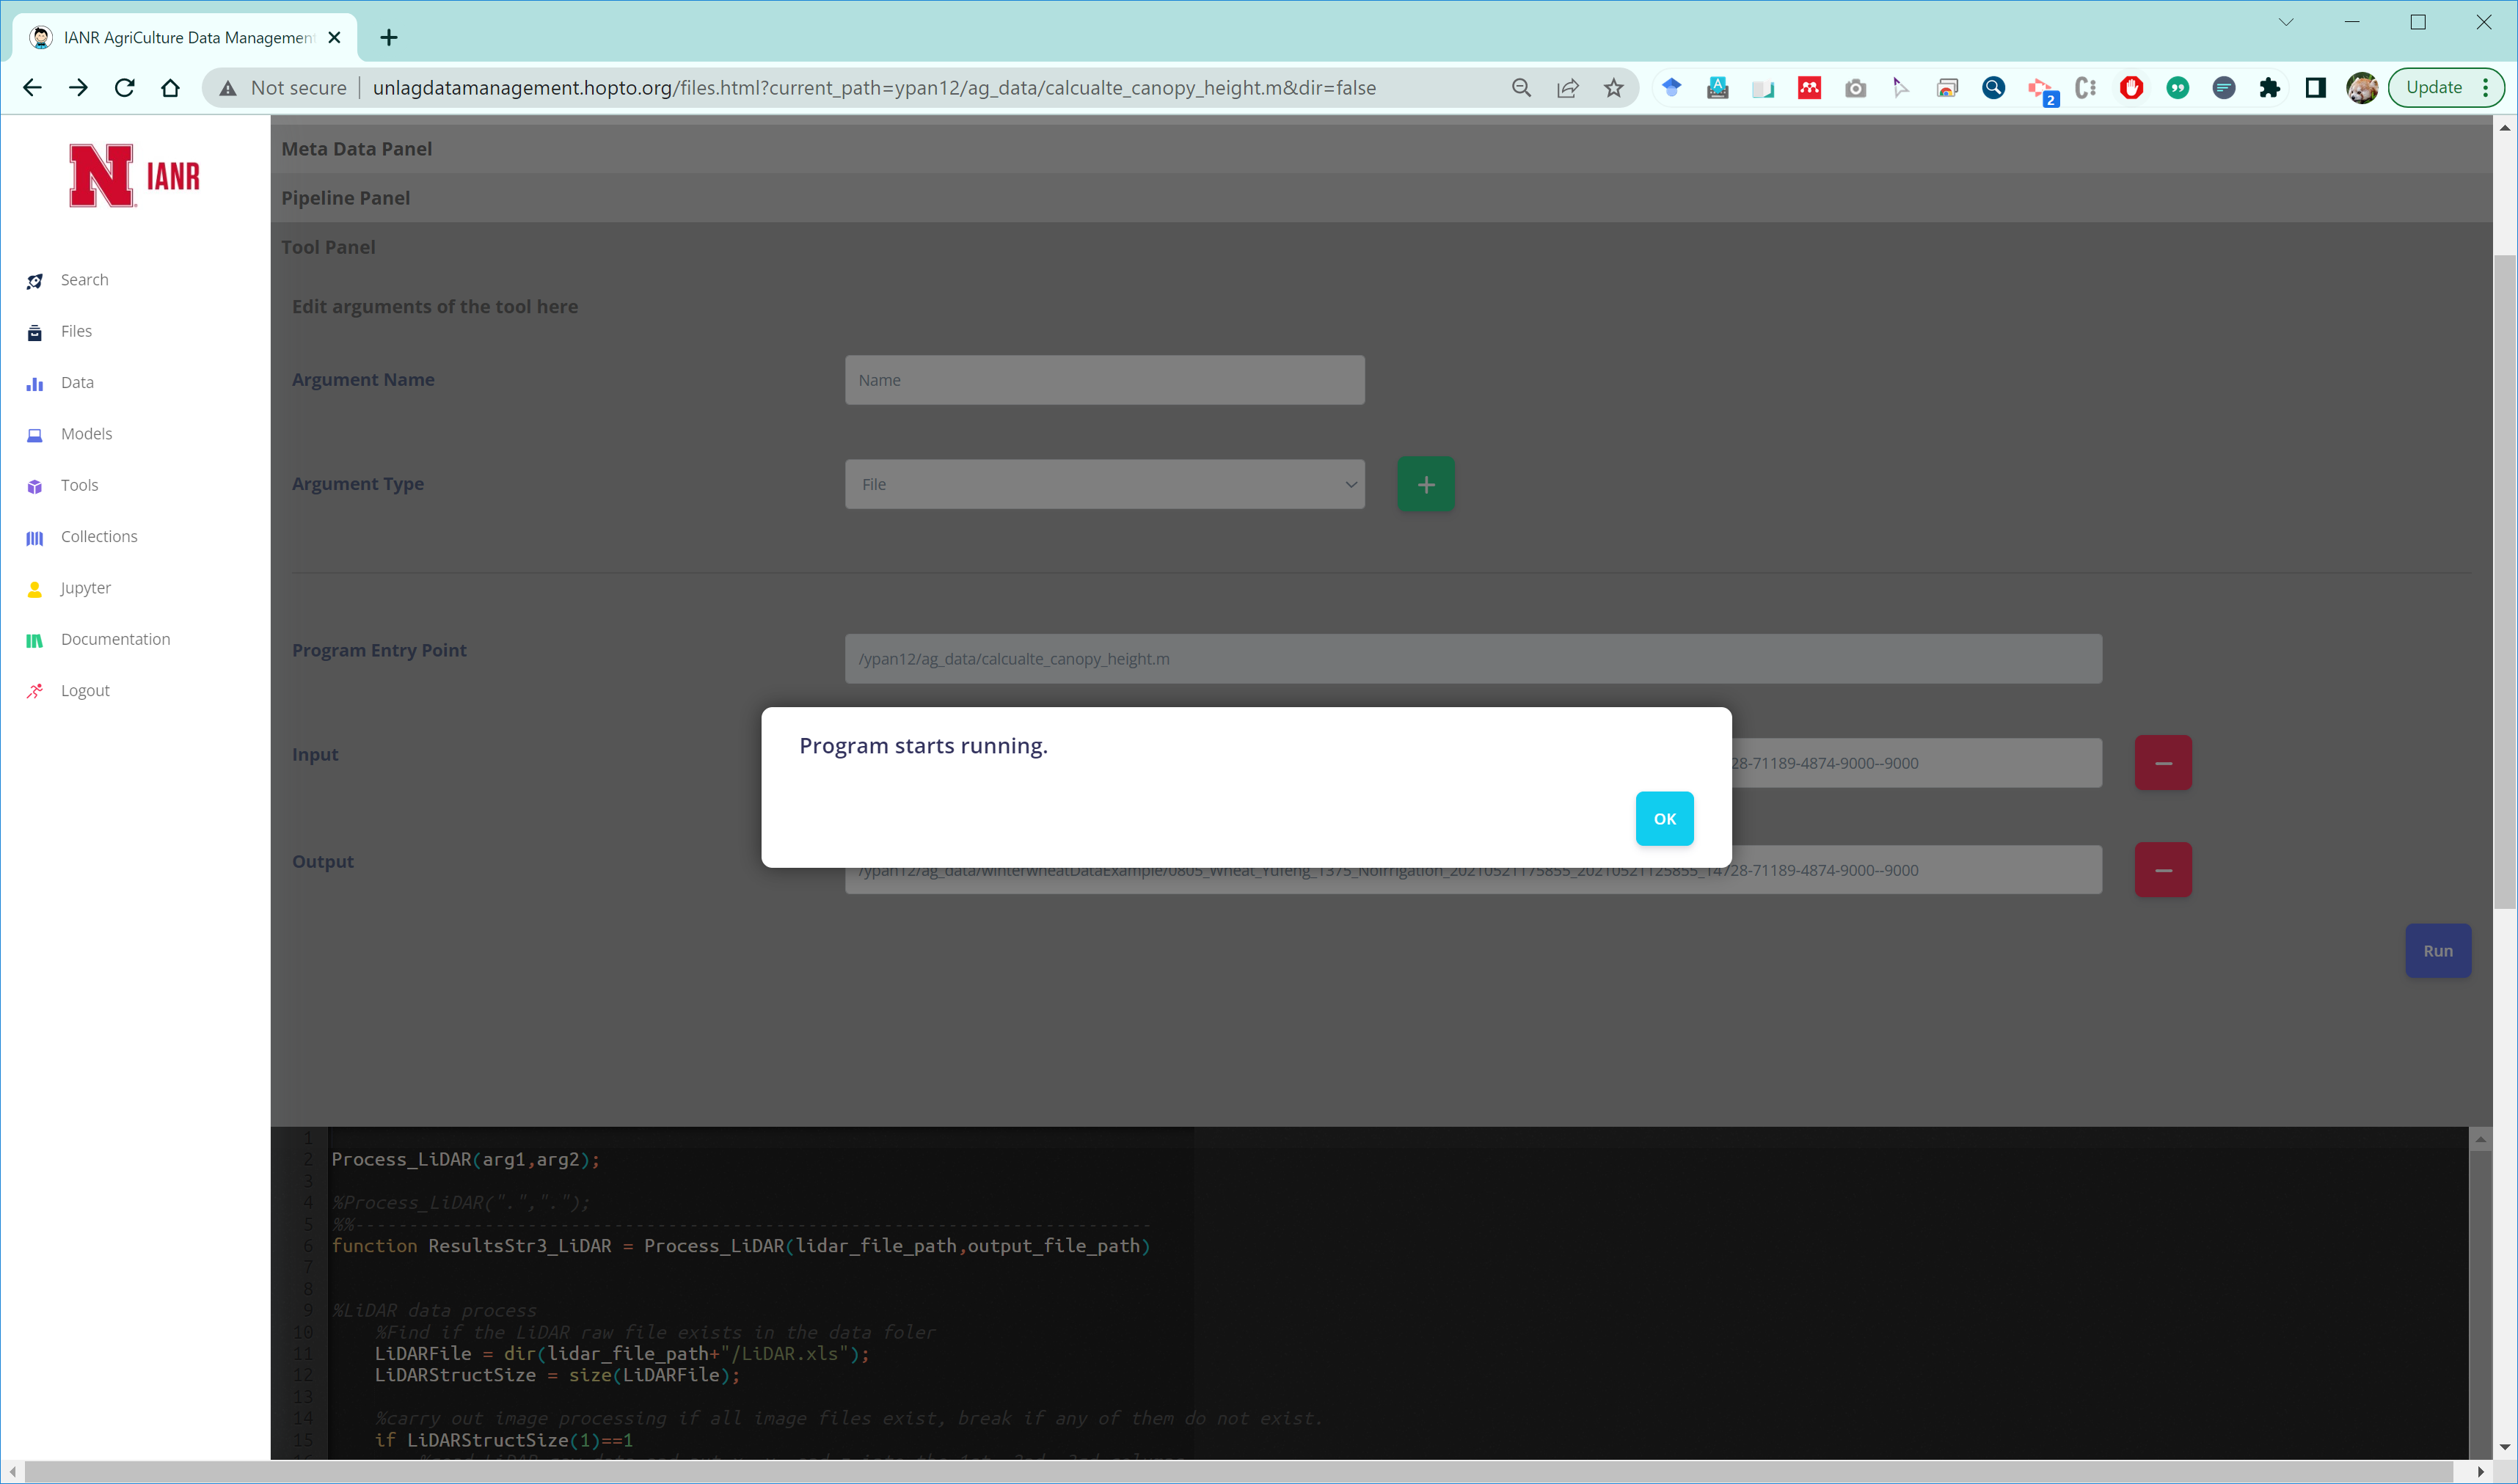 IANR AgriCulture Data Management
Not secure
unlagdatamanagement.hopto.org/files.html?current_path=ypan12/ag_data/calcualte_canopy_height.m&dir=false
2
Update
N IANR
Search
Files
Data
Models
Tools
Collections
Jupyter
Documentation
Logout
Meta Data Panel
Pipeline Panel
Tool Panel
Edit arguments of the tool here
Argument Name
Name
Argument Type
File
+
Program Entry Point
/ypan12/ag_data/calcualte_canopy_height.m
Program starts running.
OK
Input
28-71189-4874-9000--9000
Output
/ypan12/ag_data/winterwheatDataExample/0805_Wheat_Yufeng_1375_NoIrrigation_20210521175855_20210521125855_14728-71189-4874-9000--9000
Run
1
2 Process_LiDAR(arg1,arg2);
3
4 %Process_LiDAR(".",".");
5 %%--------------------------------------------------------------------------
6 function ResultsStr3_LiDAR = Process_LiDAR(lidar_file_path,output_file_path)
7
8
9 %LiDAR data process
10 %Find if the LiDAR raw file exists in the data foler
11 LiDARFile = dir(lidar_file_path+"/LiDAR.xls");
12 LiDARStructSize = size(LiDARFile);
13
14 %carry out image processing if all image files exist, break if any of them do not exist.
15 if LiDARStructSize(1)==1